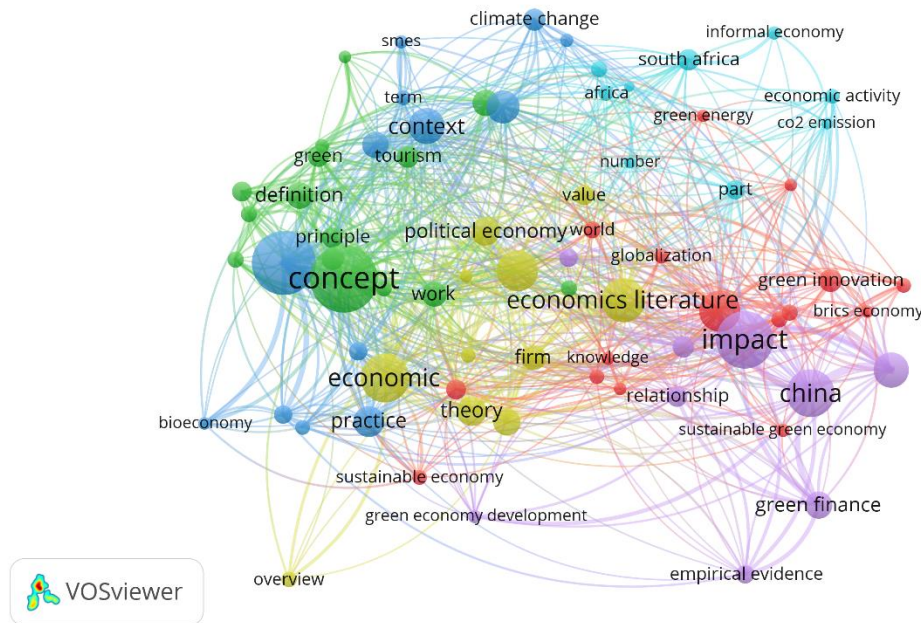 climate change
informal economy
smes
south africa
term
africa
economic activity
green energy
context
co2 emission
green
tourism
number
definition
value
part
political economy
world
principle
globalization
concept
work
economics literature
green innovation
brics economy
impact
firm
knowledge
economic
relationship
china
theory
bioeconomy
practice
sustainable green economy
sustainable economy
green finance
green economy development
overview
empirical evidence
VOSviewer